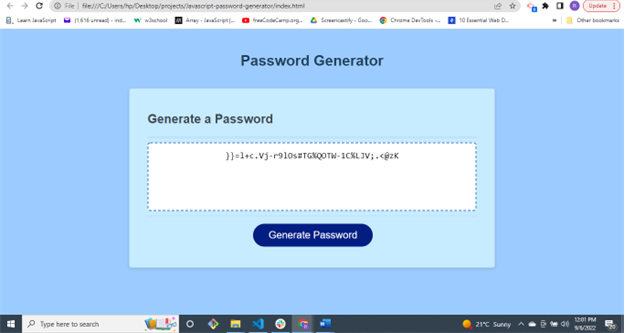 File
file:///C:/Users/hp/Desktop/projects/Javascript-password-generator/index.html
R
Update
Learn JavaScript
(1,616 unread) - ind...
w3school
Array - JavaScript |...
freeCodeCamp.org...
Screencastify - Goo...
Chrome DevTools –...
10 Essential Web D...
»
Other bookmarks
Password Generator
Generate a Password
}}=l+c.Vj-r9lOs#TG%QOTW-1C%LJV;.<@zK
Generate Password
Type here to search
21°C Sunny
12:01 PM
9/6/2022